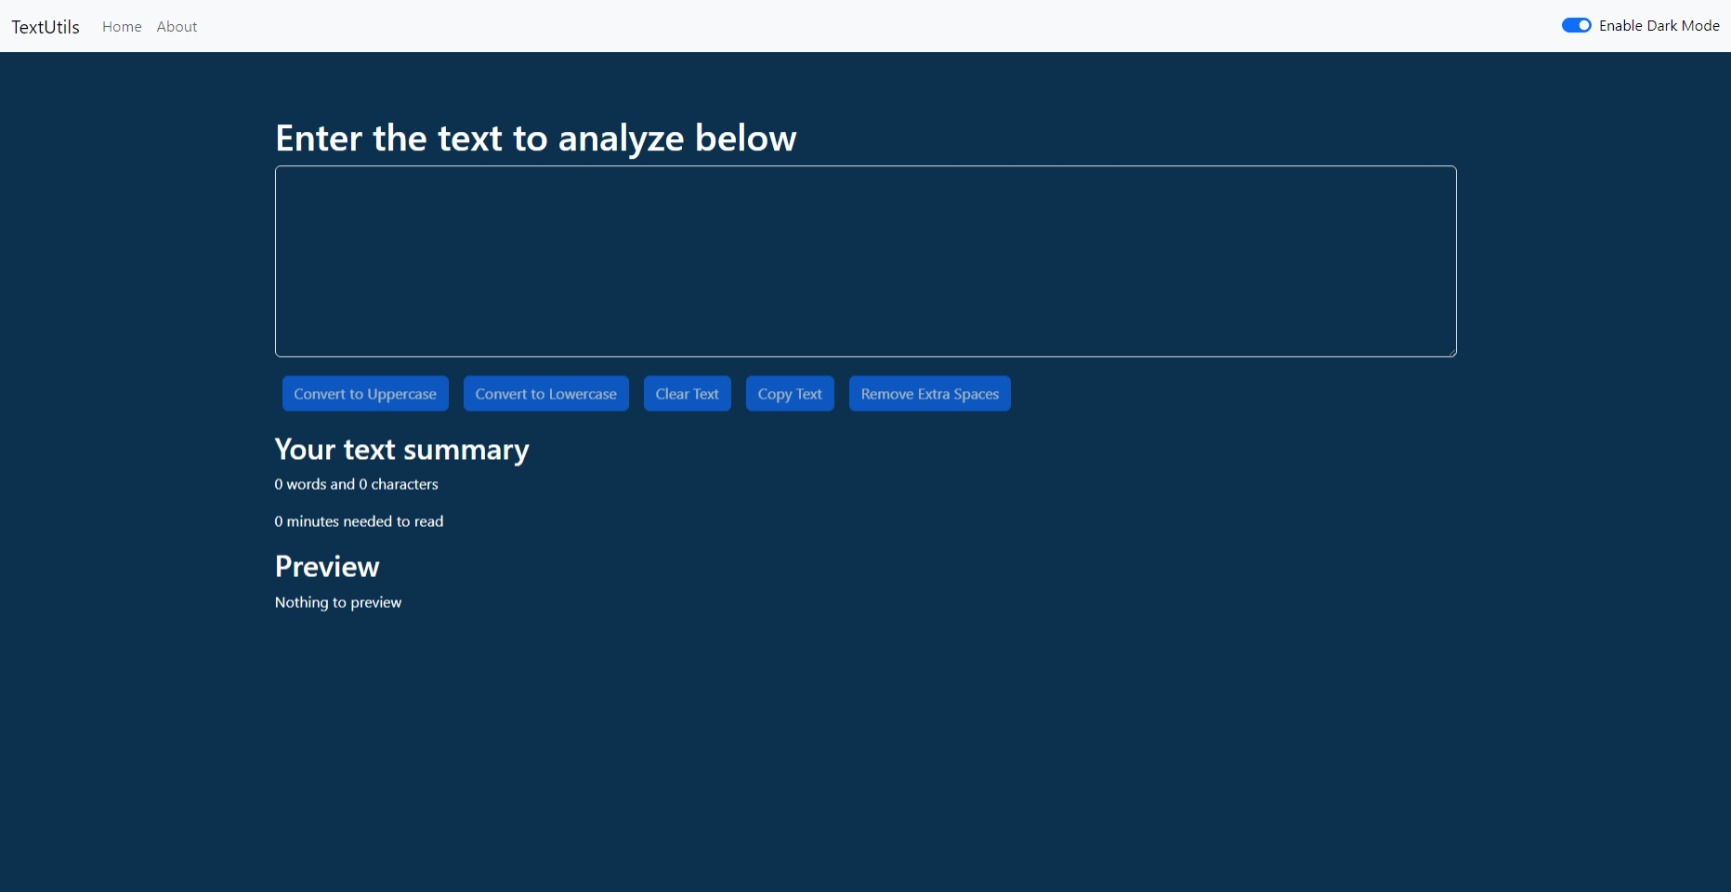 TextUtils Home About Enable Dark Mode
Enter the text to analyze below
Convert to Uppercase Convert to Lowercase Clear Text Copy Text Remove Extra Spaces
Your text summary
0 words and 0 characters
0 minutes needed to read
Preview
Nothing to preview